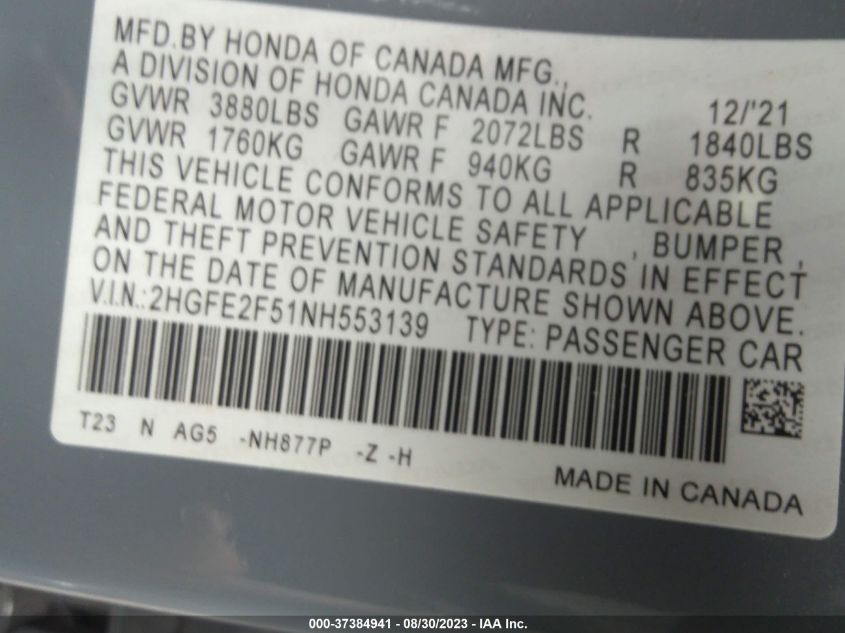 MFD.BY HONDA OF CANADA MFG.,
A DIVISION OF HONDA CANADA INC. 12/'21
GVWR 3880LBS GAWR F 2072LBS R 1840LBS
GVWR 1760KG GAWR F 940KG R 835KG
THIS VEHICLE CONFORMS TO ALL APPLICABLE
FEDERAL MOTOR VEHICLE SAFETY , BUMPER ,
AND THEFT PREVENTION STANDARDS IN EFFECT
ON THE DATE OF MANUFACTURE SHOWN ABOVE.
V.I.N.:2HGFE2F51NH553139 TYPE: PASSENGER CAR
T23 N AG5 -NH877P -Z -H
MADE IN CANADA
000-37384941 - 08/30/2023 - IAA Inc.